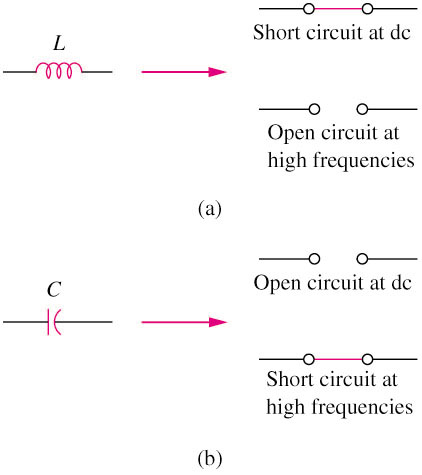 L
Short circuit at dc
Open circuit at
high frequencies
(a)
C
Open circuit at dc
Short circuit at
high frequencies
(b)